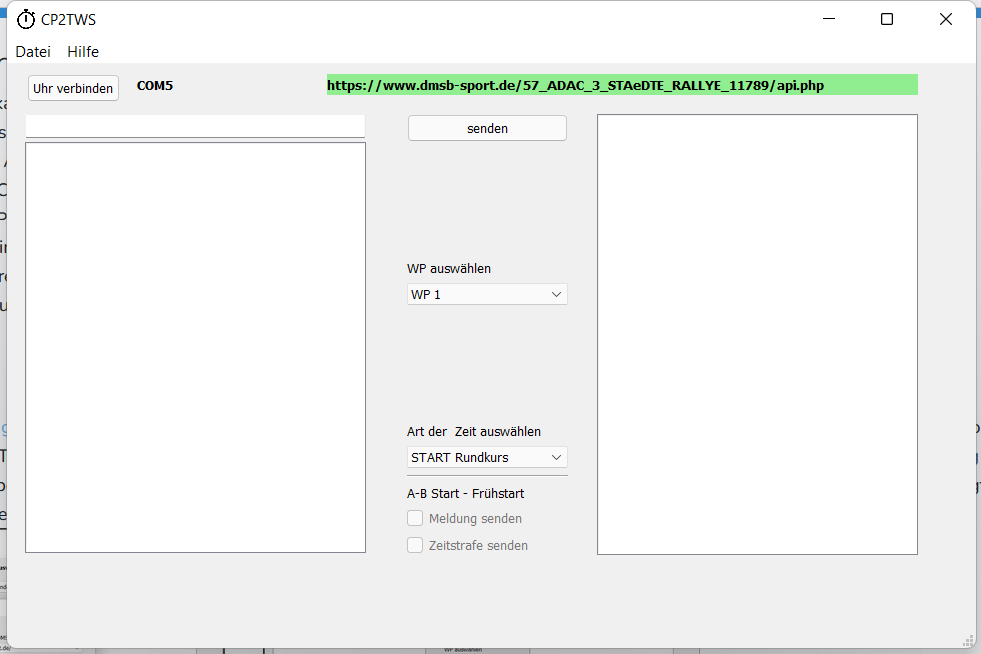 CP2TWS
Datei Hilfe
Uhr verbinden COM5 https://www.dmsb-sport.de/57_ADAC_3_STAeDTE_RALLYE_11789/api.php
senden
WP auswählen
WP 1
Art der Zeit auswählen
START Rundkurs
A-B Start - Frühstart
Meldung senden
Zeitstrafe senden